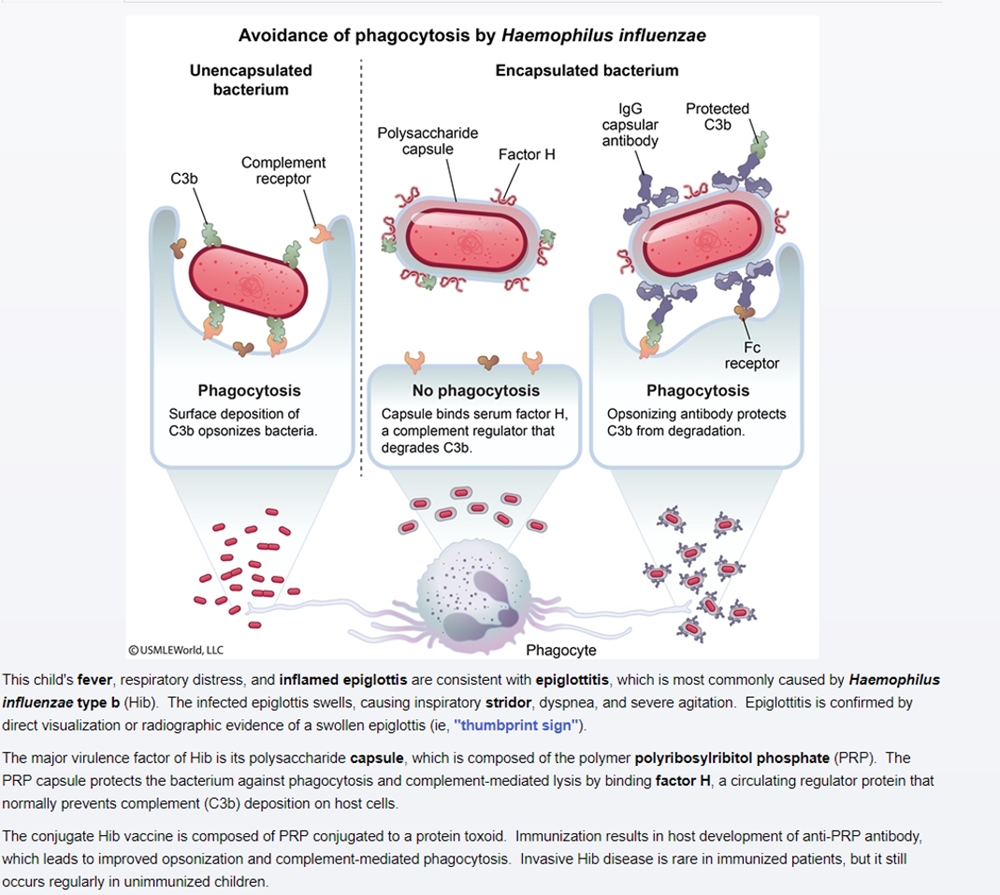 Avoidance of phagocytosis by Haemophilus influenzae
Unencapsulated
bacterium
Encapsulated bacterium
C3b
Complement
receptor
Polysaccharide
capsule
Factor H
IgG
capsular
antibody
Protected
C3b
Fc
receptor
Phagocytosis
Surface deposition of
C3b opsonizes bacteria.
No phagocytosis
Capsule binds serum factor H,
a complement regulator that
degrades C3b.
Phagocytosis
Opsonizing antibody protects
C3b from degradation.
©USMLEWorld, LLC
Phagocyte
This child's fever, respiratory distress, and inflamed epiglottis are consistent with epiglottitis, which is most commonly caused by Haemophilus
influenzae type b (Hib). The infected epiglottis swells, causing inspiratory stridor, dyspnea, and severe agitation. Epiglottitis is confirmed by
direct visualization or radiographic evidence of a swollen epiglottis (ie, "thumbprint sign").
The major virulence factor of Hib is its polysaccharide capsule, which is composed of the polymer polyribosylribitol phosphate (PRP). The
PRP capsule protects the bacterium against phagocytosis and complement-mediated lysis by binding factor H, a circulating regulator protein that
normally prevents complement (C3b) deposition on host cells.
The conjugate Hib vaccine is composed of PRP conjugated to a protein toxoid. Immunization results in host development of anti-PRP antibody,
which leads to improved opsonization and complement-mediated phagocytosis. Invasive Hib disease is rare in immunized patients, but it still
occurs regularly in unimmunized children.